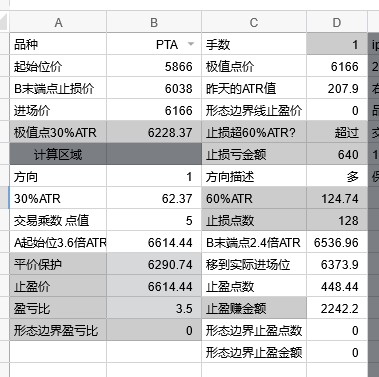 A B C D
品种 PTA 手数 1
起始位价 5866 极值点价 6166
B末端点止损价 6038 昨天的ATR值 207.9
进场价 6166 形态边界线止盈价 0
极值点30%ATR 6228.37 止损超60%ATR? 超过
计算区域 止损亏金额 640
方向 1 方向描述 多
30%ATR 62.37 60%ATR 124.74
交易乘数 点值 5 止损点数 128
A起始位3.6倍ATR 6614.44 B末端点2.4倍ATR 6536.96
平价保护 6290.74 移到实际进场位 6373.9
止盈价 6614.44 止盈点数 448.44
盈亏比 3.5 止盈赚金额 2242.2
形态边界盈亏比 0 形态边界止盈点数 0
形态边界止盈金额 0